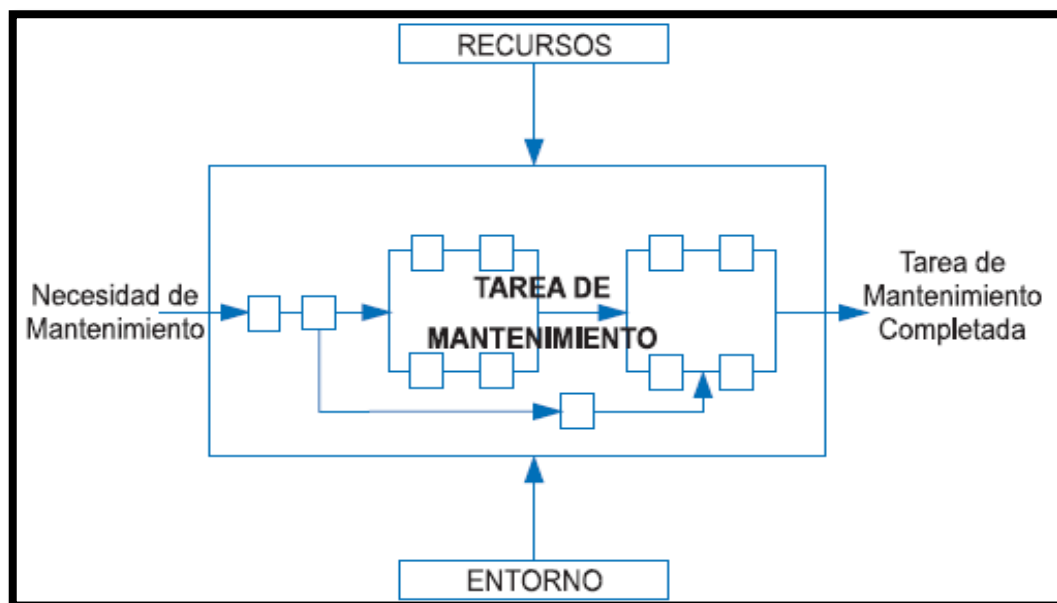 RECURSOS
Necesidad de
Mantenimiento
TAREA DE
MANTENIMIENTO
Tarea de
Mantenimiento
Completada
ENTORNO